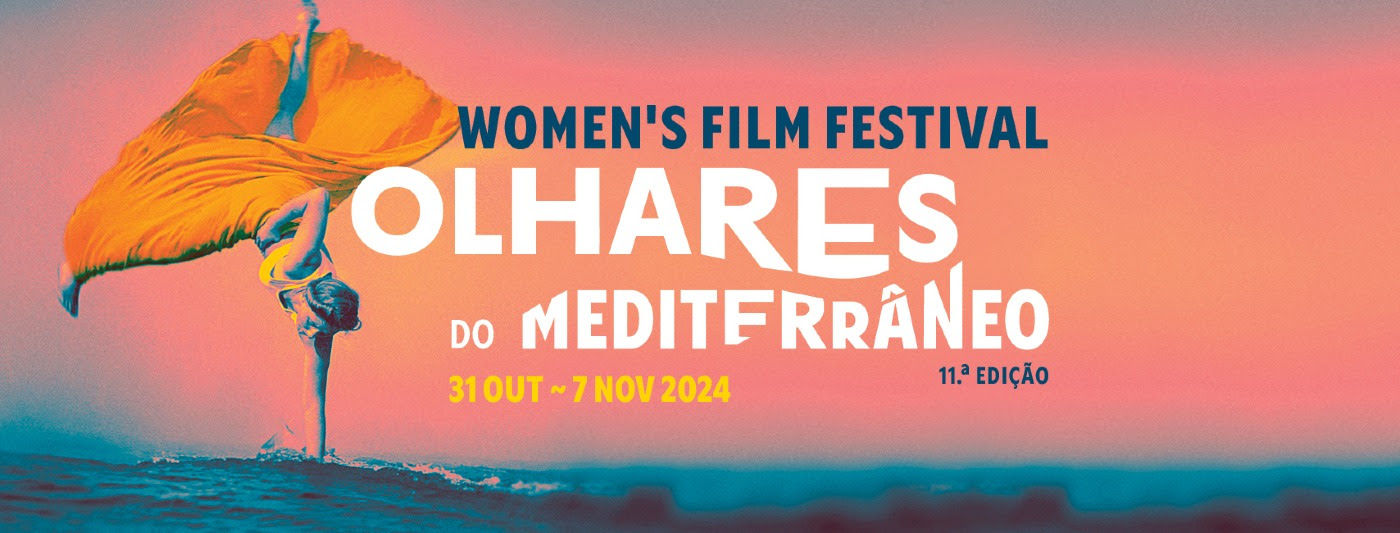 WOMEN'S FILM FESTIVAL
OLHARES
DO MEDITERRÂNEO
11.ª EDIÇÃO
31 OUT ~ 7 NOV 2024